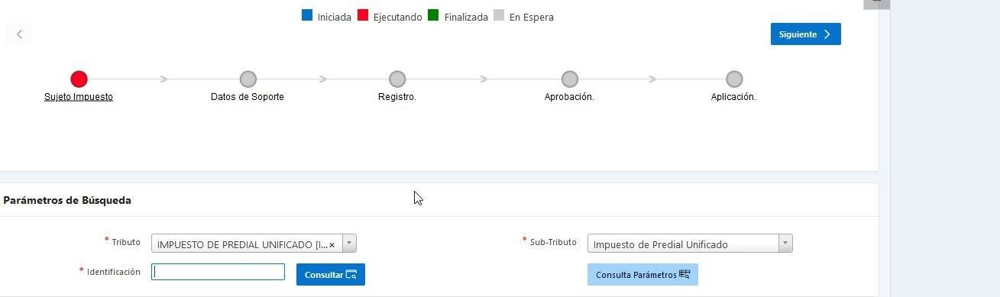 Iniciada Ejecutando Finalizada En Espera
Siguiente
Sujeto Impuesto Datos de Soporte Registro. Aprobación. Aplicación.
Parámetros de Búsqueda
* Tributo IMPUESTO DE PREDIAL UNIFICADO [I...× * Sub-Tributo Impuesto de Predial Unificado
* Identificación Consultar Consulta Parámetros